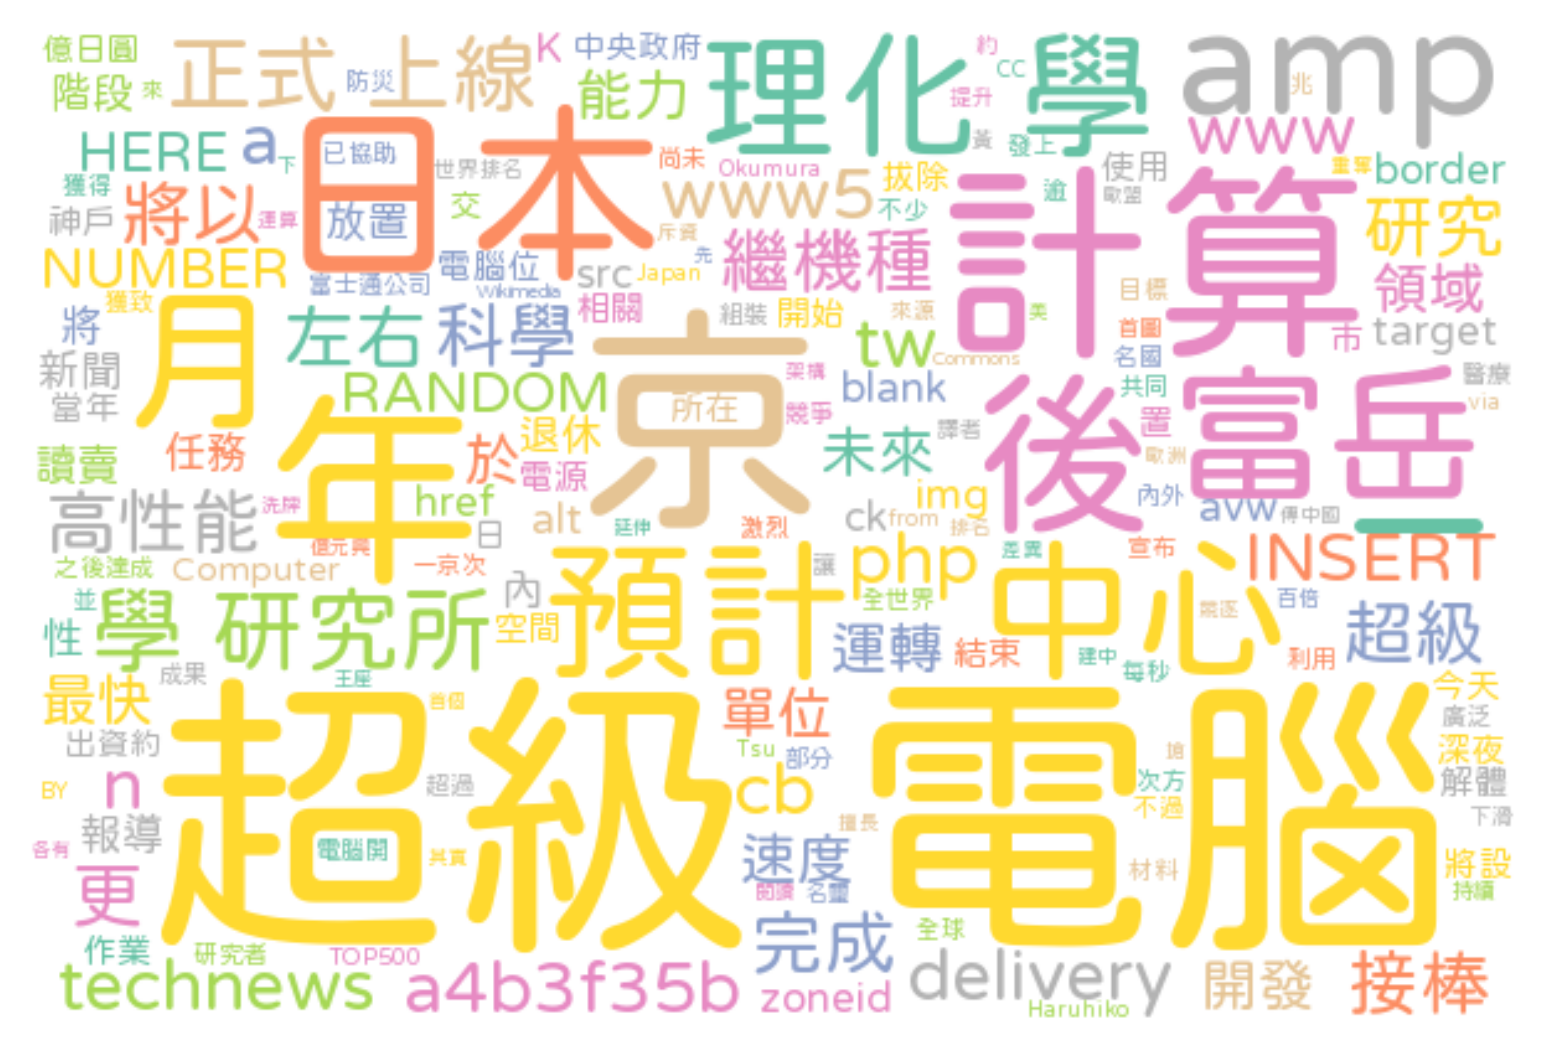 億日圓
正式上線
K
中央政府
理化學
約
CC
amp
兆
階段
來
防災
能力
提升
黃
發上
www
HERE
a
下
日本
已協助
世界排名
尚未
Okumura
使用
重奪
border
獲得
將以
放置
交
www5
拔除
不少
計算
逾
歐盟
研究
神戶
運算
斥資
NUMBER
富士通公司
電腦位
src
Japan
先
繼機種
目標
領域
Wikimedia
將
獲致
月
左右
科學
相關
組裝
開始
來源
美
首圖
市
target
新聞
京
tw
Commons
名國
當年
RANDOM
所在
架構
blank
共同
後富岳
醫療
via
年
競爭
置
讀賣
任務
於
退休
未來
譯者
歐洲
電源
高性能
洗牌
href
日
alt
延伸
激烈
ck
from
img
排名
內外
avw
傳中國
一
億元興
之後達成
Computer
一京次
預計
讓
php
差異
中心
宣布
INSERT
並
學
研究所
內
空間
全世界
競逐
百倍
性
運轉
結束
建中
每秒
利用
超級
成果
王座
最快
首個
單位
今天
出資約
超級電腦
廣泛
Tsu
部分
深夜
BY
n
超過
cb
次方
解體
不過
下滑
報導
各有
電腦開
其實
擅長
速度
材料
將設
更
閱讀
名單
持續
作業
研究者
TOP500
完成
全球
technews
a4b3f35b
zoneid
delivery
Haruhiko
開發
接棒